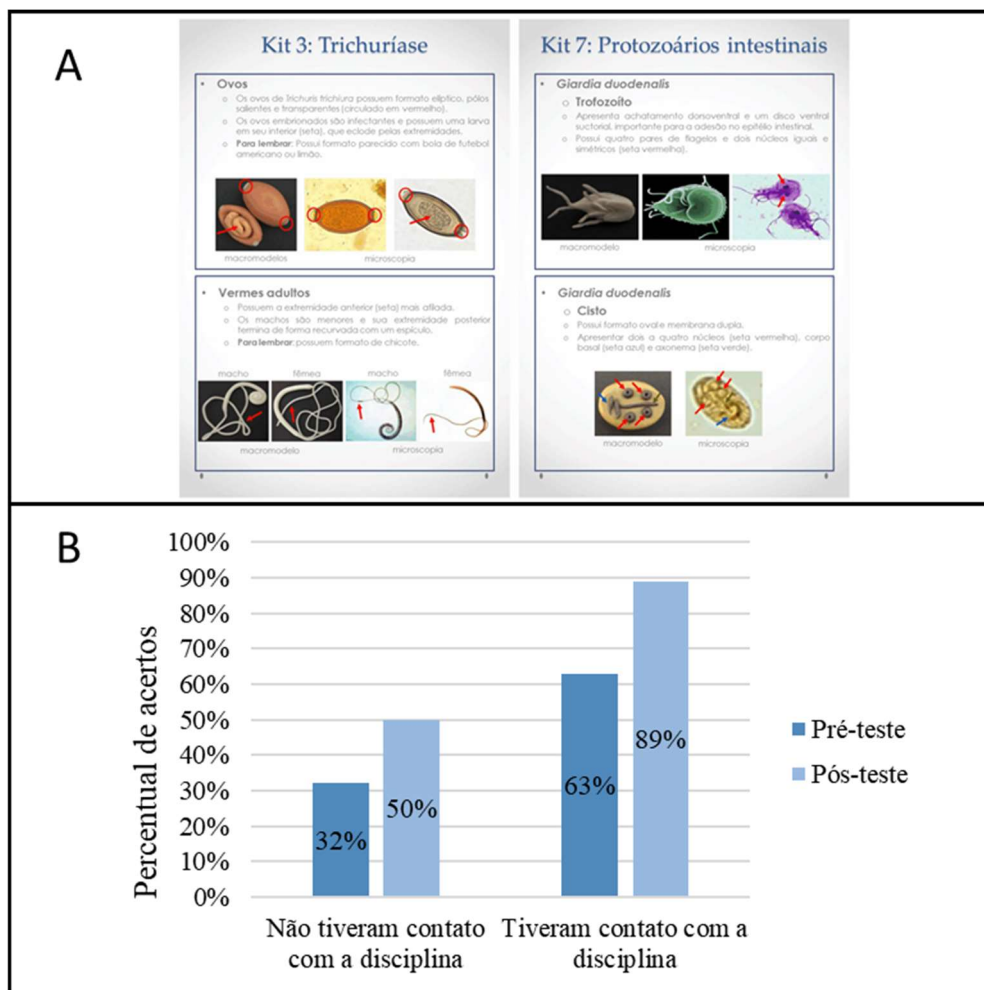 A
Kit 3: Trichuríase
• Ovos
o Os ovos de Trichuris trichiura possuem formato elíptico, pólos
salientes e transparentes (circulado em vermelho).
o Os ovos embrionados são infectantes e possuem uma larva
em seu interior (seta), que eclode pelas extremidades.
o Para lembrar: Possui formato parecido com bola de futebol
americano ou limão.
macromodelos
microscopia
• Vermes adultos
o Possuem a extremidade anterior (seta) mais afilada.
o Os machos são menores e sua extremidade posterior
termina de forma recurvada com um espículo.
o Para lembrar: possuem formato de chicote.
macho fêmea macho fêmea
macromodelo microscopia
Kit 7: Protozoários intestinais
• Giardia duodenalis
o Trofozoíto
o Apresenta achatamento dorsoventral e um disco ventral
suctorial, importante para a adesão no epitélio intestinal.
o Possui quatro pares de flagelos e dois núcleos iguais e
simétricos (seta vermelha).
macromodelo microscopia
• Giardia duodenalis
o Cisto
o Possui formato oval e membrana dupla.
o Apresentar dois a quatro núcleos (seta vermelha), corpo
basal (seta azul) e axonema (seta verde).
macromodelo microscopia
B
Percentual de acertos
100%
90%
80%
70%
60%
50%
40%
30%
20%
10%
0%
32%
50%
63%
89%
Não tiveram contato
com a disciplina
Tiveram contato com a
disciplina
Pré-teste
Pós-teste